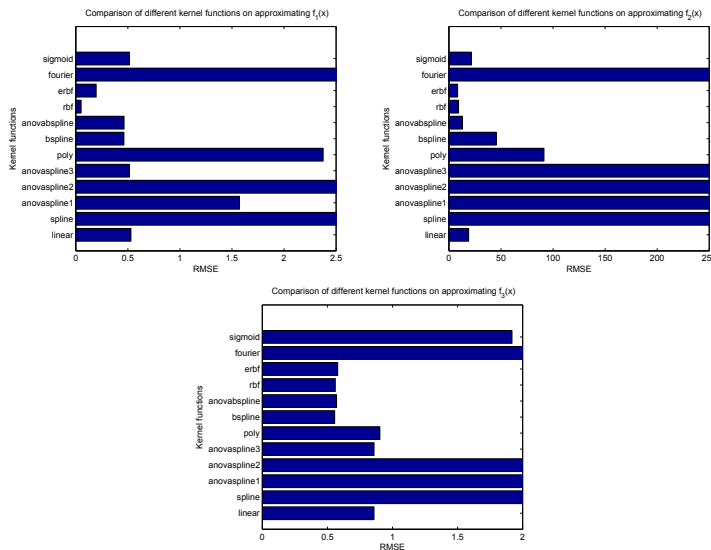 Comparison of different kernel functions on approximating f1(x)
Kernel functions
sigmoid
fourier
erbf
rbf
anovabspline
bspline
poly
anovaspline3
anovaspline2
anovaspline1
spline
linear
0 0.5 1 1.5 2 2.5
RMSE
Comparison of different kernel functions on approximating f2(x)
Kernel functions
sigmoid
fourier
erbf
rbf
anovabspline
bspline
poly
anovaspline3
anovaspline2
anovaspline1
spline
linear
0 50 100 150 200 250
RMSE
Comparison of different kernel functions on approximating f3(x)
Kernel functions
sigmoid
fourier
erbf
rbf
anovabspline
bspline
poly
anovaspline3
anovaspline2
anovaspline1
spline
linear
0 0.5 1 1.5 2
RMSE